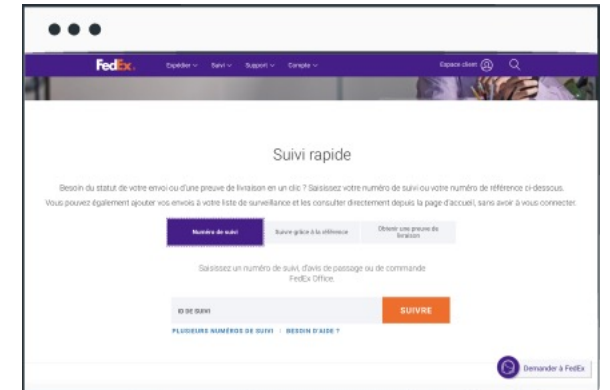 FedEx.
Expédier Suivi Support Compte
Espace client
Suivi rapide
Besoin du statut de votre envoi ou d'une preuve de livraison en un clic ? Saisissez votre numéro de suivi ou votre numéro de référence ci-dessous.
Vous pouvez également ajouter vos envois à votre liste de surveillance et les consulter directement depuis la page d'accueil, sans avoir à vous connecter.
Numéro de suivi
Suivre grâce à la référence
Obtenir une preuve de
livraison
Saisissez un numéro de suivi, d'avis de passage ou de commande
FedEx Office.
ID DE SUIVI
SUIVRE
PLUSIEURS NUMÉROS DE SUIVI | BESOIN D'AIDE ?
Demander à FedEx